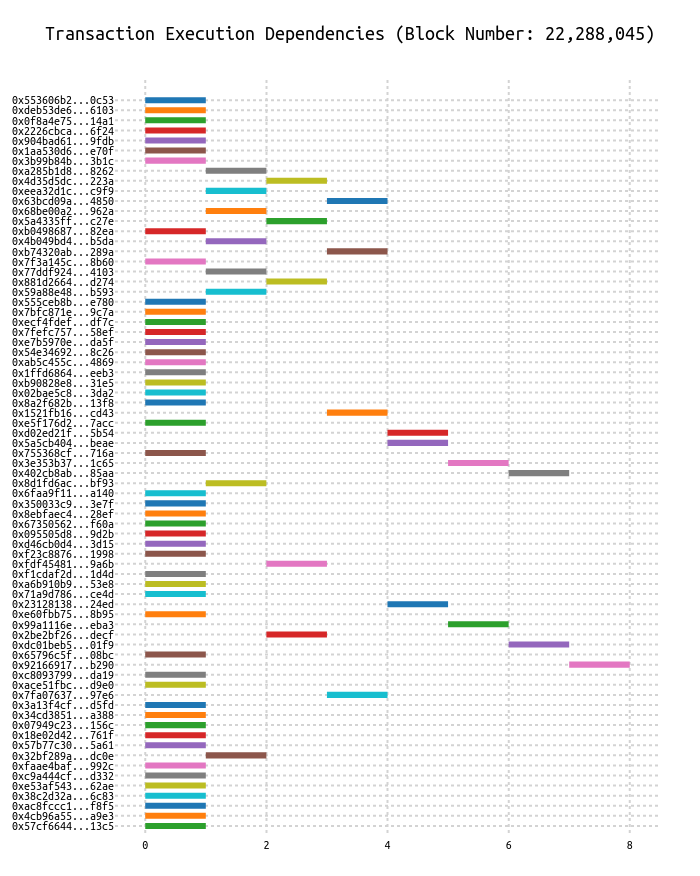 Transaction Execution Dependencies (Block Number: 22,288,045)
0x553606b2...0c53
0xdeb53de6...6103
0x0f8a4e75...14a1
0x2226cbca...6f24
0x904bad61...9fdb
0x1aa530d6...e70f
0x3b99b84b...3b1c
0xa285b1d8...8262
0x4d35d5dc...223a
0xeea32d1c...c9f9
0x63bcd09a...4850
0x68be00a2...962a
0x5a4335ff...c27e
0xb0498687...82ea
0x4b049bd4...b5da
0xb74320ab...289a
0x7f3a145c...8b60
0x77ddf924...4103
0x881d2664...d274
0x59a88e48...b593
0x555ceb8b...e780
0x7bfc871e...9c7a
0xecf4fdef...df7c
0x7fefc757...58ef
0xe7b5970e...da5f
0x54e34692...8c26
0xab5c455c...4869
0x1ffd6864...eeb3
0xb90828e8...31e5
0x02bae5c8...3da2
0x8a2f682b...13f8
0x1521fb16...cd43
0xe5f176d2...7acc
0xd02ed21f...5b54
0x5a5cb404...beae
0x755368cf...716a
0x3e353b37...1c65
0x402cb8ab...85aa
0x8d1fd6ac...bf93
0x6faa9f11...a140
0x350033c9...3e7f
0x8ebfaec4...28ef
0x67350562...f60a
0x095505d8...9d2b
0xd46cb0d4...3d15
0xf23c8876...1998
0xfdf45481...9a6b
0xf1cdaf2d...1d4d
0xa6b910b9...53e8
0x71a9d786...ce4d
0x23128138...24ed
0xe60fbb75...8b95
0x99a1116e...eba3
0x2be2bf26...decf
0xdc01beb5...01f9
0x65796c5f...08bc
0x92166917...b290
0xc8093799...da19
0xace51fbc...d9e0
0x7fa07637...97e6
0x3a13f4cf...d5fd
0x34cd3851...a388
0x07949c23...156c
0x18e02d42...761f
0x57b77c30...5a61
0x32bf289a...dc0e
0xfaae4baf...992c
0xc9a444cf...d332
0xe53af543...62ae
0x38c2d32a...6c83
0xac8fccc1...f8f5
0x4cb96a55...a9e3
0x57cf6644...13c5
0 2 4 6 8